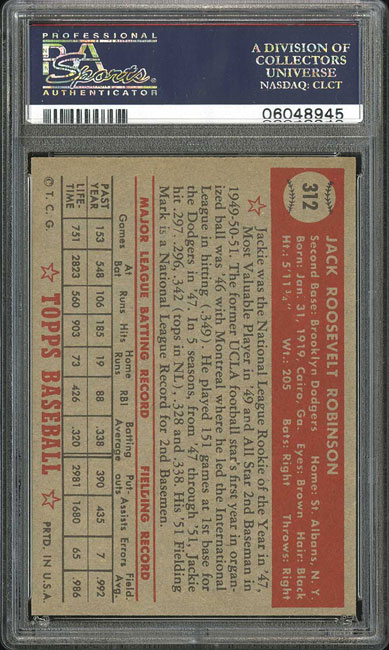 PROFESSIONAL
PSA
Sports
AUTHENTICATOR
A DIVISION OF
COLLECTORS
UNIVERSE
NASDAQ: CLCT
06048945
312
JACK ROOSEVELT ROBINSON
Second Base: Brooklyn Dodgers Home: St. Albans, N. Y.
Born: Jan. 31, 1919, Cairo, Ga. Eyes: Brown Hair: Black
Ht.: 5'11½" Wt.: 205 Bats: Right Throws: Right
★ Jackie was the National League Rookie of the Year in '47,
Most Valuable Player in '49 and All Star 2nd Baseman in
1949-50-51. The former UCLA football star's first year in organ-
ized ball was '46 with Montreal where he led the International
League in hitting (.349). He played 151 games at 1st base for
the Dodgers in '47. In 5 seasons, from '47 through '51, Jackie
hit .297, .296, .342 (tops in NL), .328 and .338. His '51 Fielding
Mark is a National League Record for 2nd Basemen.
MAJOR LEAGUE BATTING RECORD FIELDING RECORD
Games At Bat Runs Hits Home Runs RBI Batting Average Put-outs Assists Errors Field. Avg.
PAST YEAR 153 548 106 185 19 88 .338 390 435 7 .992
LIFE-TIME 751 2823 560 903 73 426 .320 2981 1680 65 .986
© T. C. G. ★ TOPPS BASEBALL ★ PRTD. IN U.S.A.